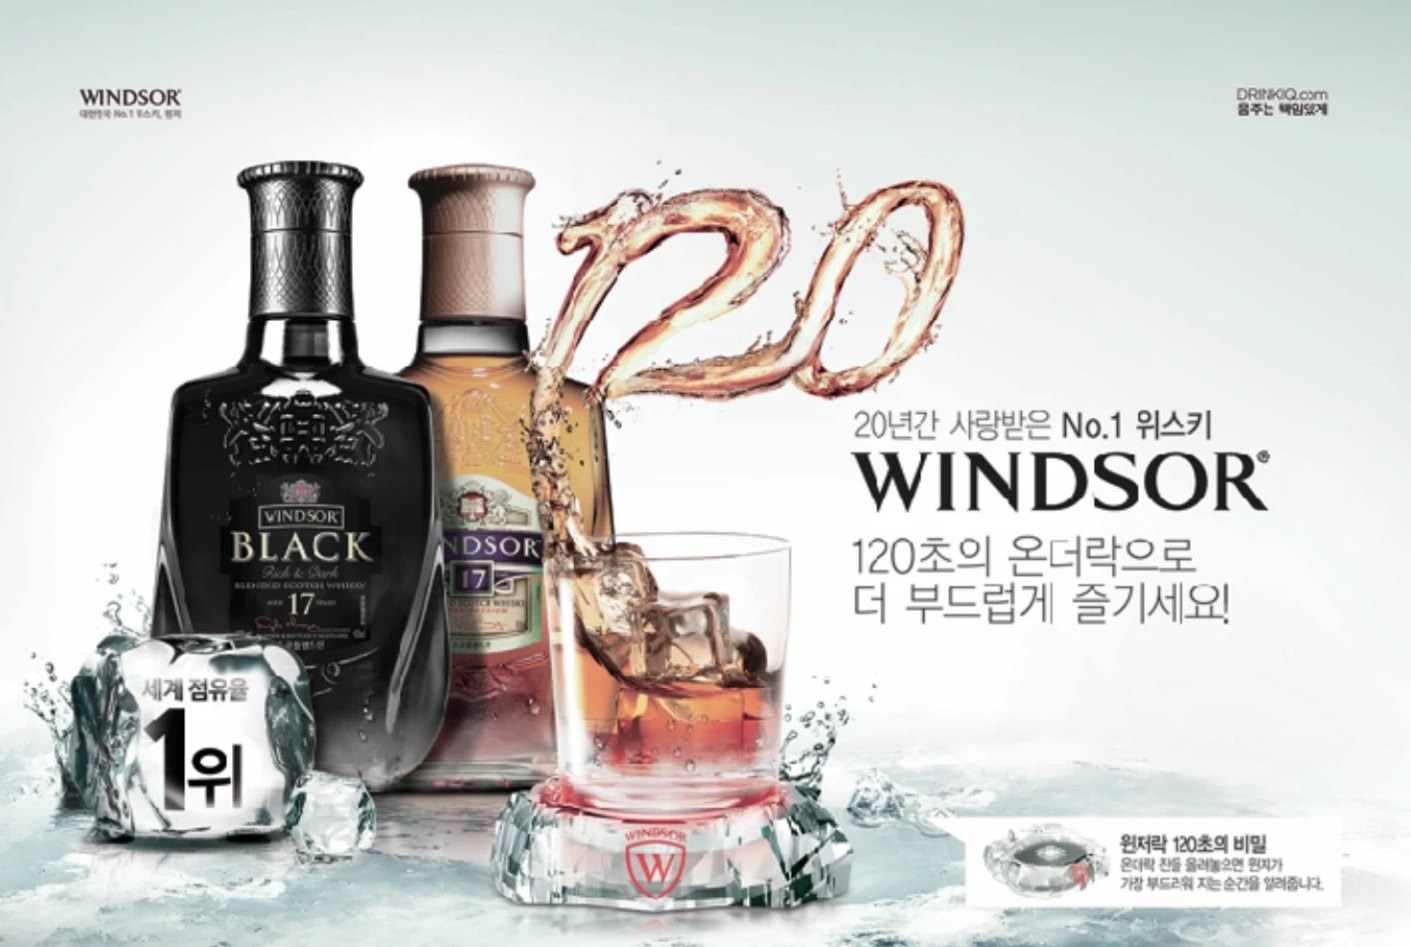 WINDSOR
대한민국 No.1 위스키, 윈저
DRINKIQ.com
음주는 책임있게
120
20년간 사랑받은 No.1 위스키
WINDSOR®
120초의 온더락으로
더 부드럽게 즐기세요!
WINDSOR
BLACK
Rich & Dark
BLENDED SCOTCH WHISKY
AGED 17 YEARS
NDSOR
17
D SCOTCH WHISKY
세계 점유율
1위
WINDSOR
W
윈저락 120초의 비밀
온더락 잔을 올려놓으면 윈저가
가장 부드러워 지는 순간을 알려줍니다.